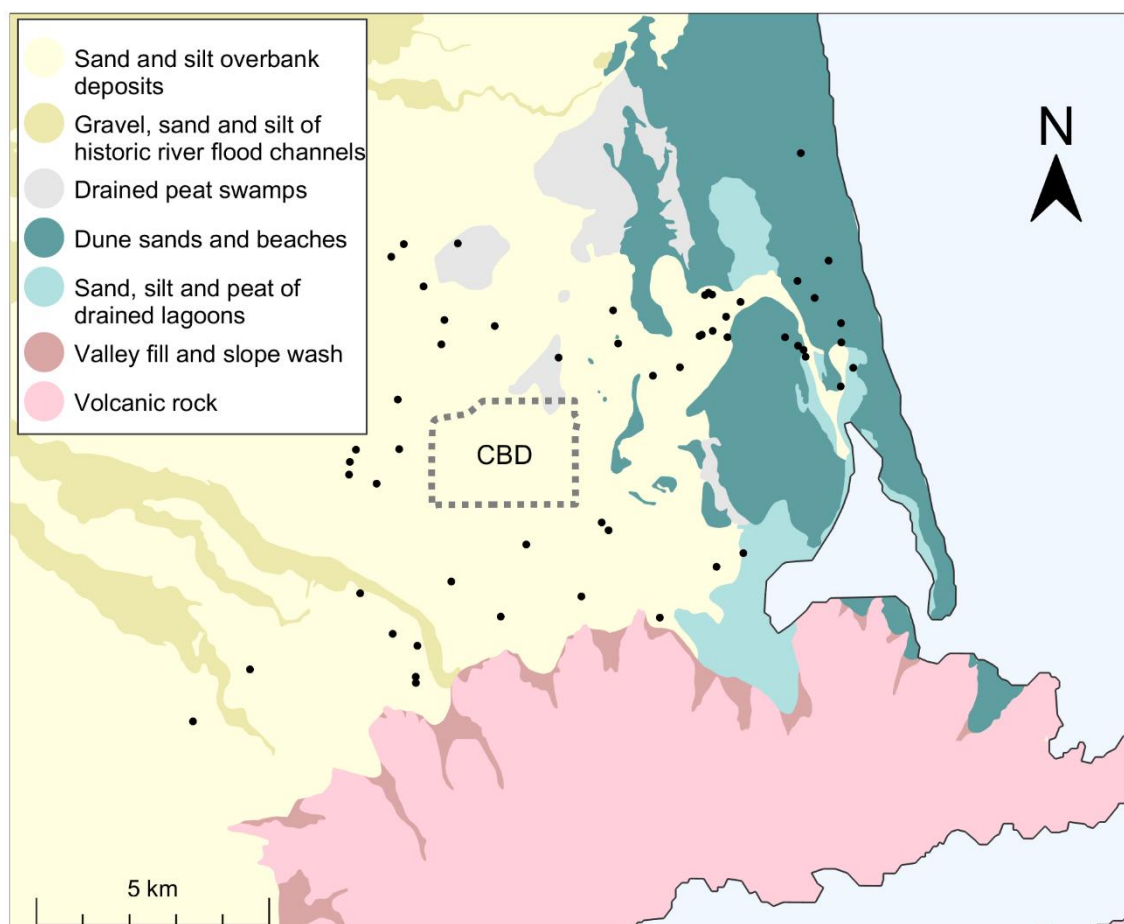 Sand and silt overbank
deposits
Gravel, sand and silt of
historic river flood channels
Drained peat swamps
Dune sands and beaches
Sand, silt and peat of
drained lagoons
Valley fill and slope wash
Volcanic rock
N
CBD
5 km